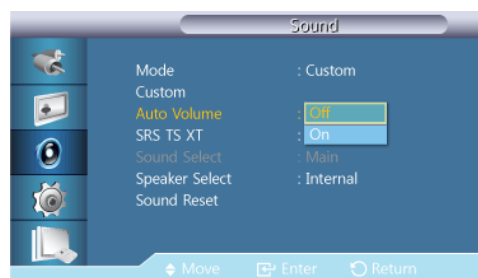 Sound
Mode : Custom
Custom
Auto Volume : Off
SRS TS XT : On
Sound Select : Main
Speaker Select : Internal
Sound Reset
Move Enter Return